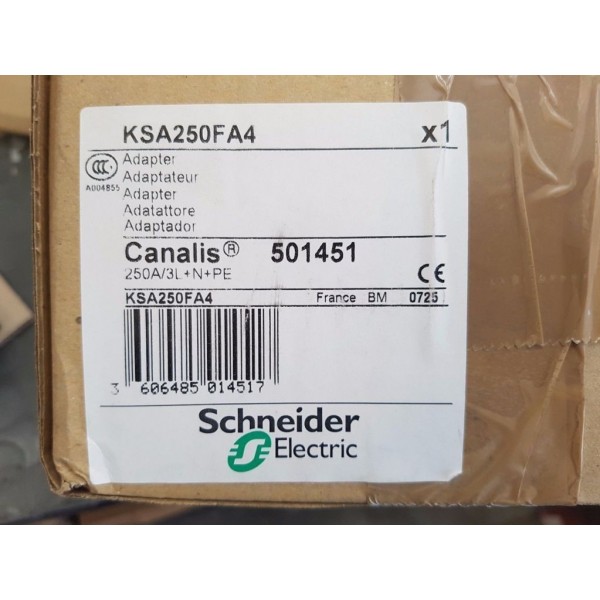 KSA250FA4 x1
CCC
A004855
Adapter
Adaptateur
Adapter
Adatattore
Adaptador
Canalis® 501451
250A/3L+N+PE
CE
KSA250FA4 France BM 0725
3 606485 014517
Schneider
Electric